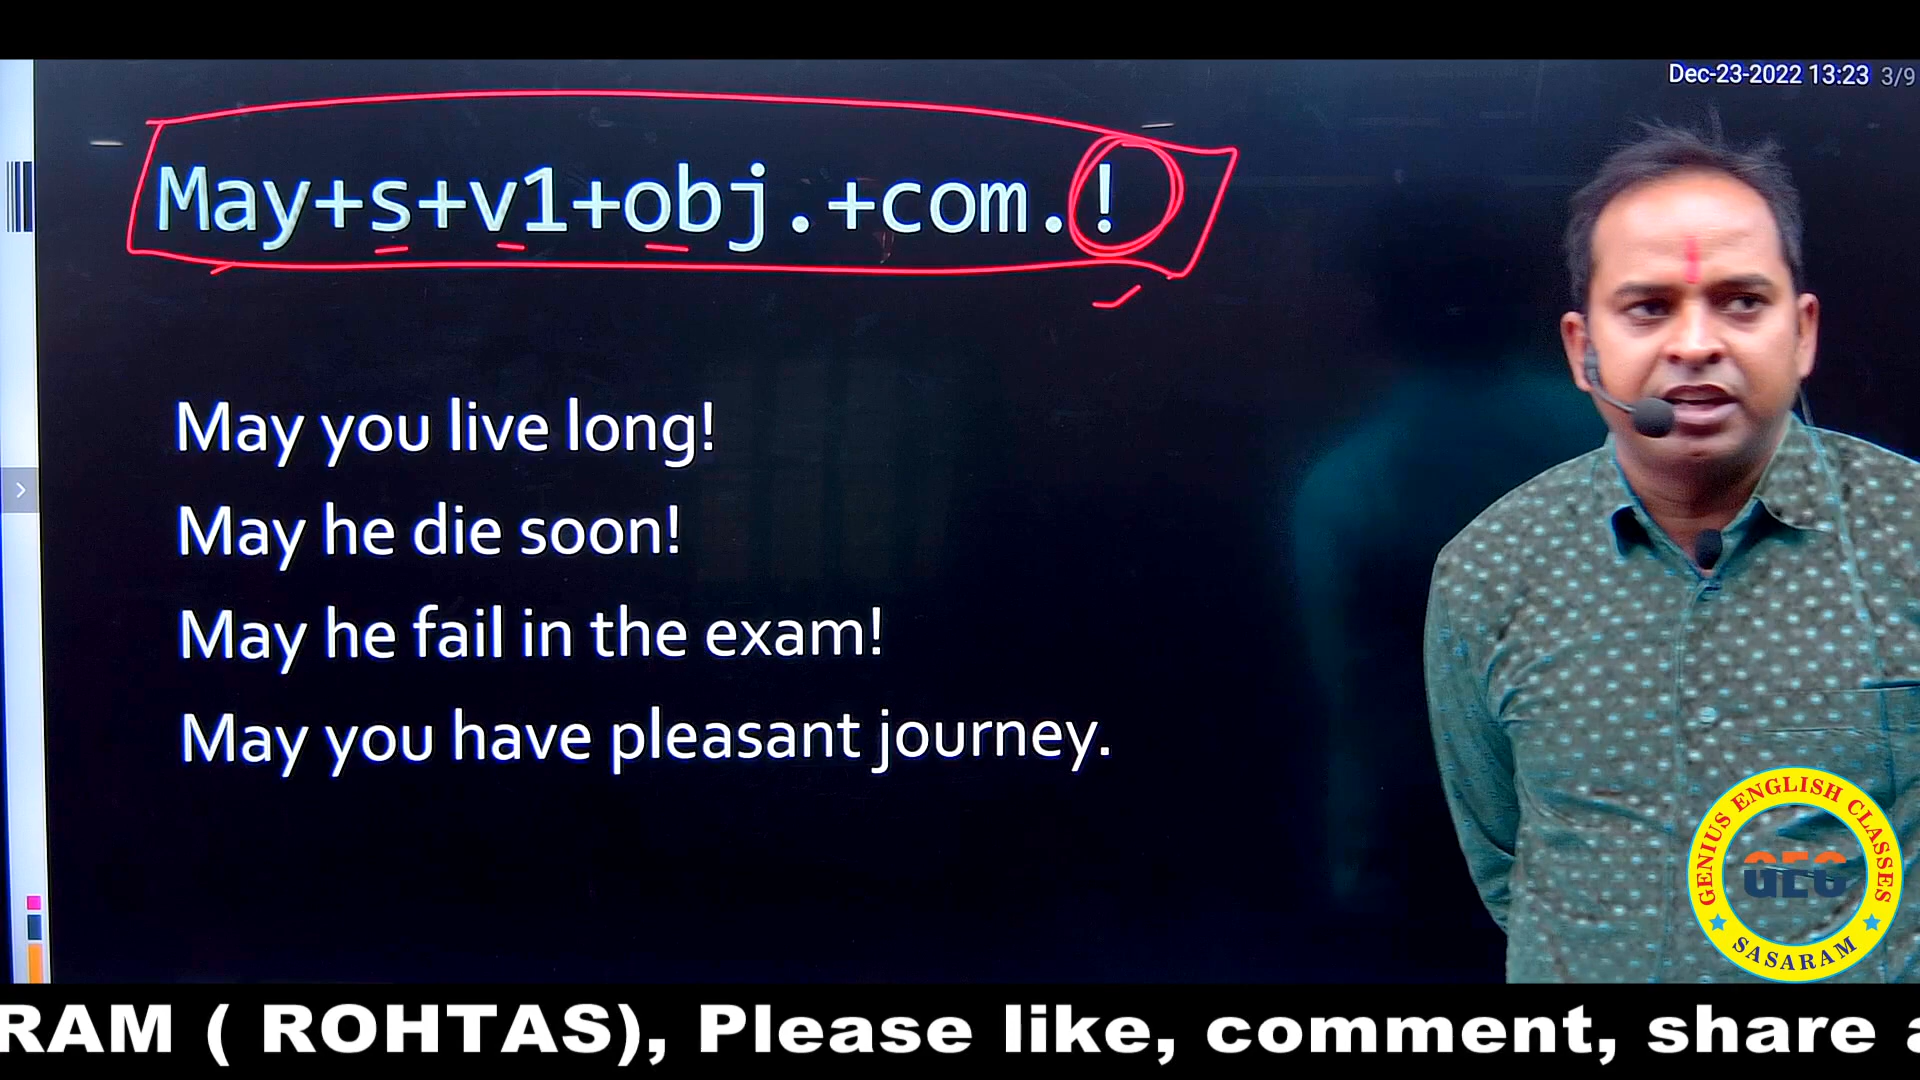 Dec-23-2022 13:23 3/9
May+s+v1+obj.+com.!
May you live long!
May he die soon!
May he fail in the exam!
May you have pleasant journey.
GENIUS ENGLISH CLASSES
GEC
SASARAM
RAM ( ROHTAS), Please like, comment, share a